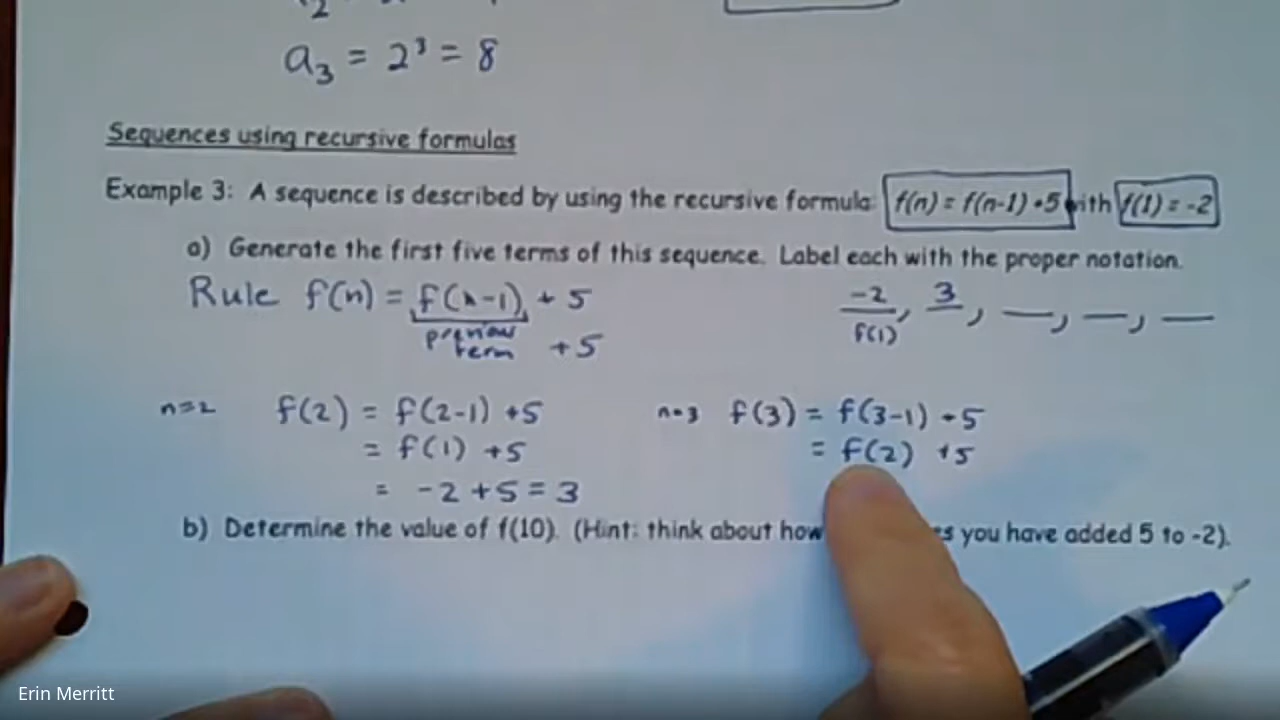 2
a₃ = 2³ = 8
Sequences using recursive formulas
Example 3: A sequence is described by using the recursive formula: f(n) = f(n-1) + 5 with f(1) = -2
a) Generate the first five terms of this sequence. Label each with the proper notation.
Rule f(n) = f(n-1) + 5
previous term +5
-2, 3, __, __, __
f(1)
n=2 f(2) = f(2-1) +5
= f(1) +5
= -2 +5 = 3
n=3 f(3) = f(3-1) +5
= f(2) +5
b) Determine the value of f(10). (Hint: think about how you have added 5 to -2).
Erin Merritt